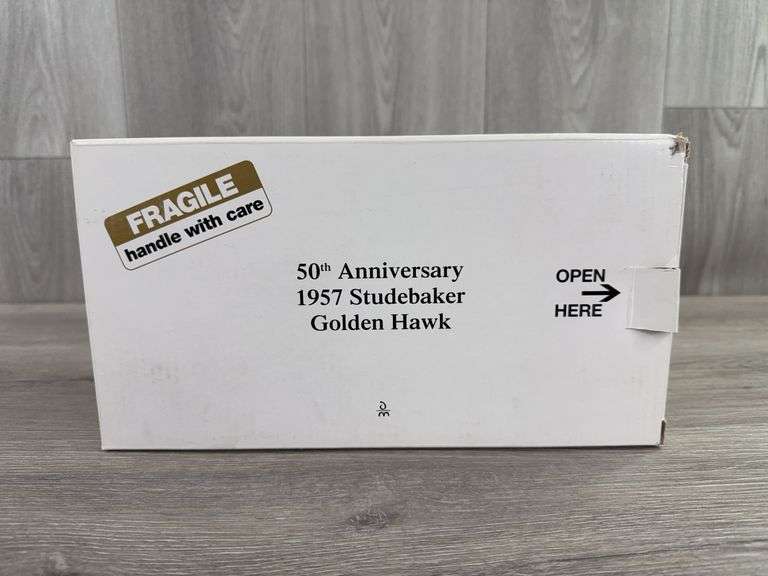 FRAGILE
handle with care
50th Anniversary
1957 Studebaker
Golden Hawk
OPEN
HERE